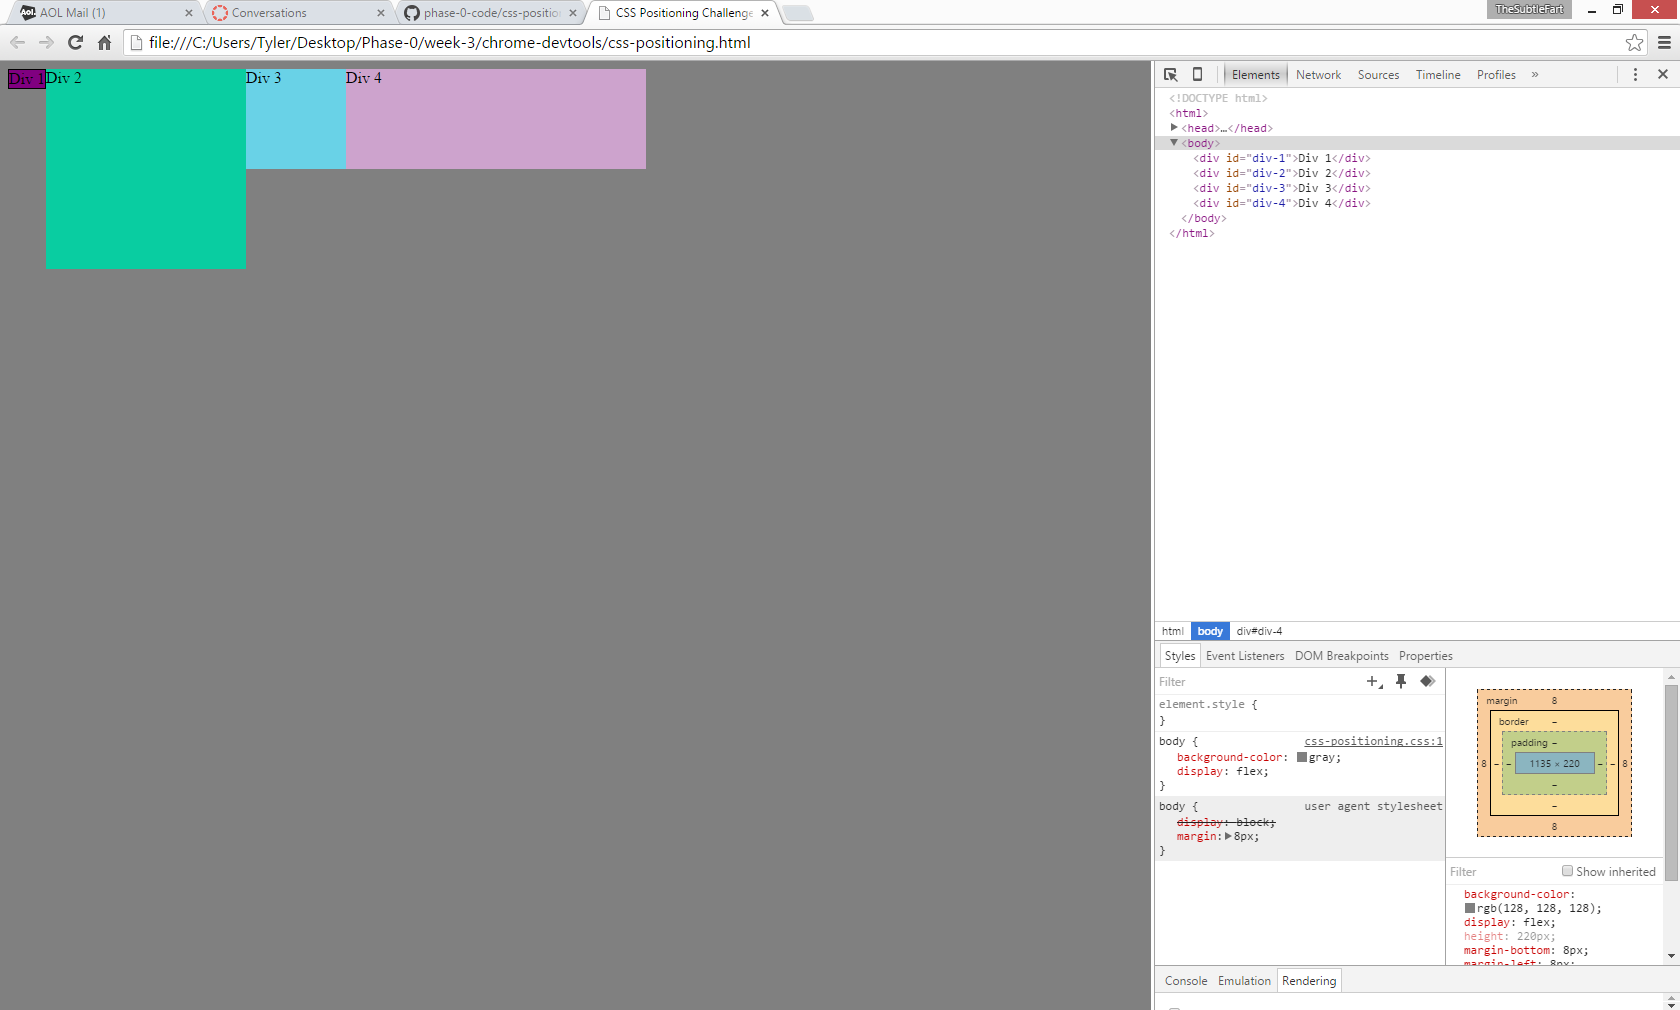 AOL Mail (1)
Conversations
phase-0-code/css-positio
CSS Positioning Challenge
TheSubtleFart
file:///C:/Users/Tyler/Desktop/Phase-0/week-3/chrome-devtools/css-positioning.html
Div 1
Div 2
Div 3
Div 4
Elements Network Sources Timeline Profiles »
<!DOCTYPE html>
<html>
<head>…</head>
<body>
<div id="div-1">Div 1</div>
<div id="div-2">Div 2</div>
<div id="div-3">Div 3</div>
<div id="div-4">Div 4</div>
</body>
</html>
html body div#div-4
Styles Event Listeners DOM Breakpoints Properties
Filter
element.style {
}
body { css-positioning.css:1
background-color: gray;
display: flex;
}
body { user agent stylesheet
display: block;
margin: 8px;
}
margin 8
border –
padding –
8 – – 1135 × 220 – – 8
–
–
8
Filter Show inherited
background-color:
rgb(128, 128, 128);
display: flex;
height: 220px;
margin-bottom: 8px;
margin-left: 8px;
Console Emulation Rendering